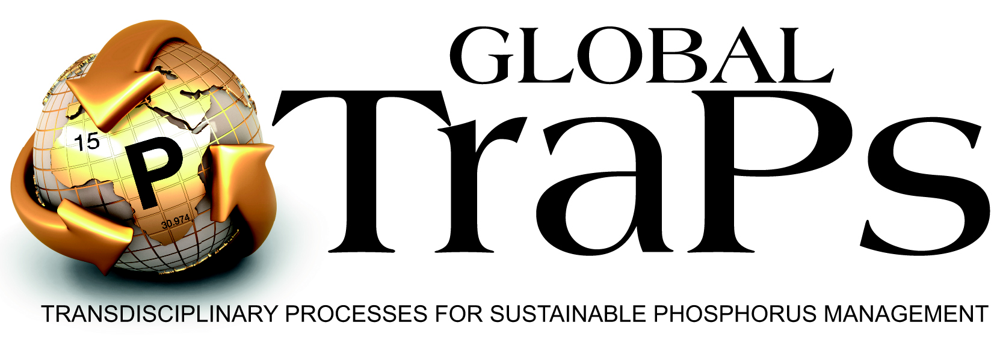 GLOBAL
TraPs
15
P
30.974
TRANSDISCIPLINARY PROCESSES FOR SUSTAINABLE PHOSPHORUS MANAGEMENT